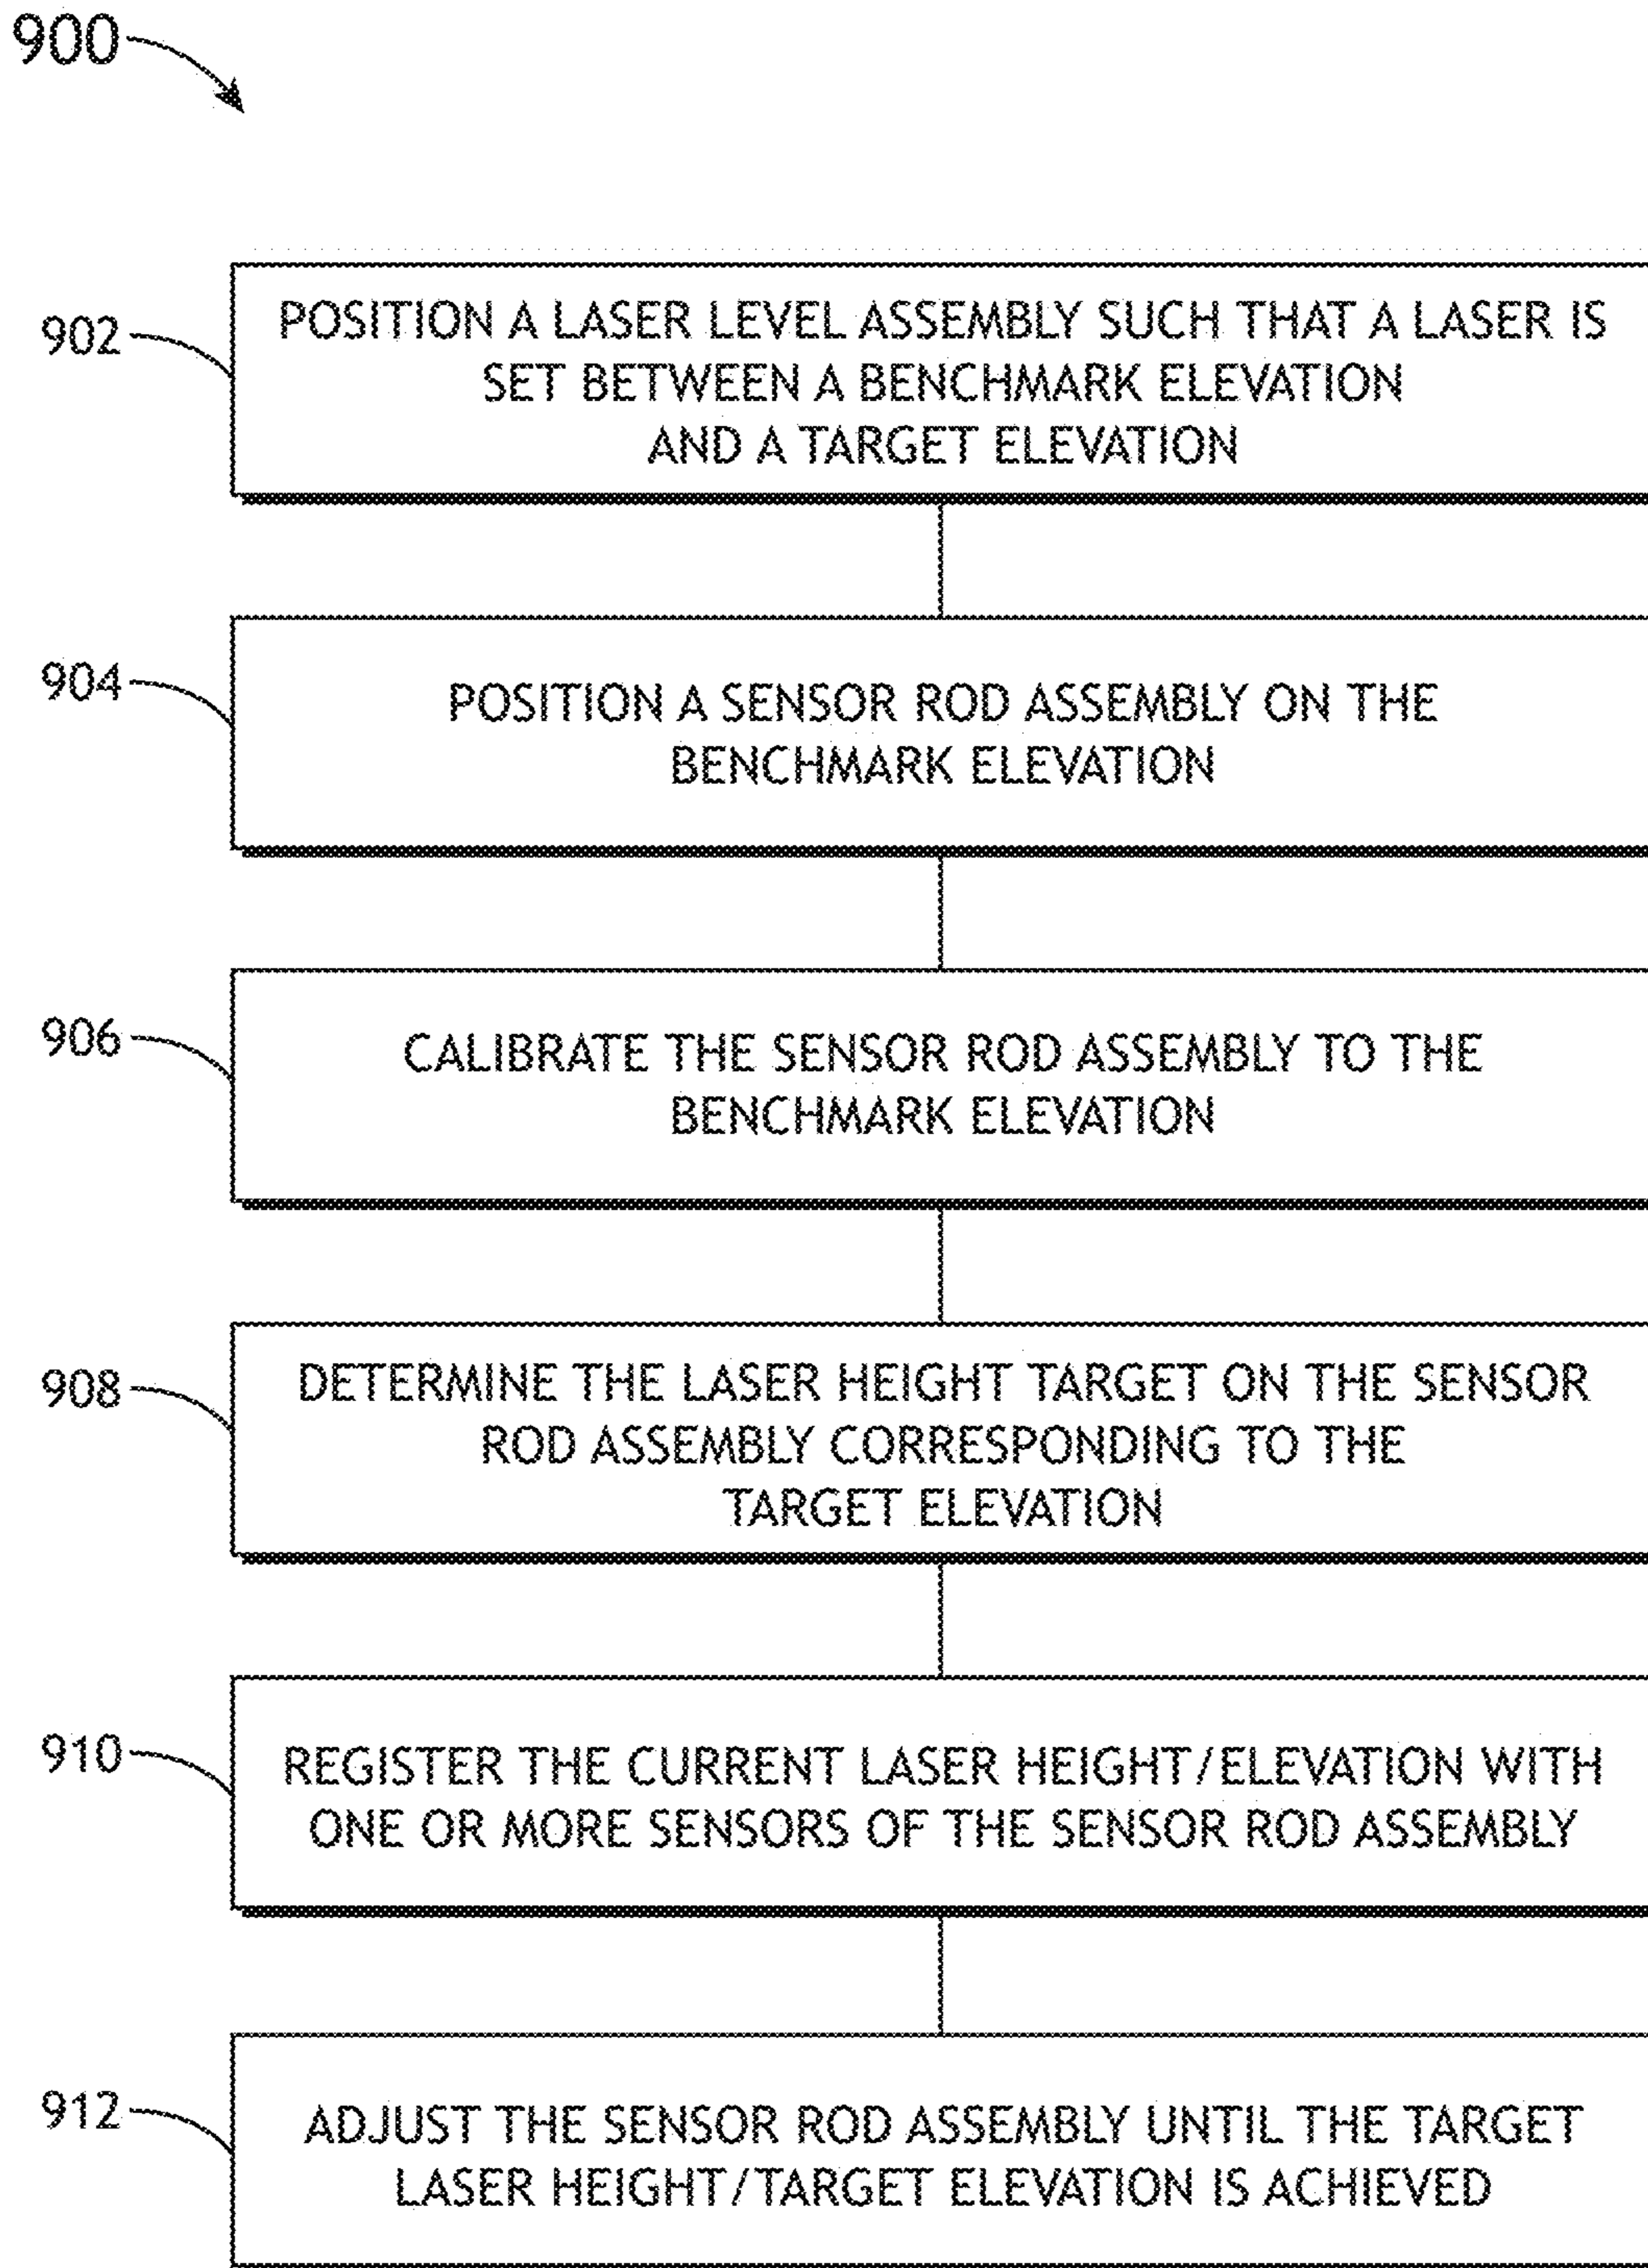 900
902
POSITION A LASER LEVEL ASSEMBLY SUCH THAT A LASER IS
SET BETWEEN A BENCHMARK ELEVATION
AND A TARGET ELEVATION
904
POSITION A SENSOR ROD ASSEMBLY ON THE
BENCHMARK ELEVATION
906
CALIBRATE THE SENSOR ROD ASSEMBLY TO THE
BENCHMARK ELEVATION
908
DETERMINE THE LASER HEIGHT TARGET ON THE SENSOR
ROD ASSEMBLY CORRESPONDING TO THE
TARGET ELEVATION
910
REGISTER THE CURRENT LASER HEIGHT/ELEVATION WITH
ONE OR MORE SENSORS OF THE SENSOR ROD ASSEMBLY
912
ADJUST THE SENSOR ROD ASSEMBLY UNTIL THE TARGET
LASER HEIGHT/TARGET ELEVATION IS ACHIEVED